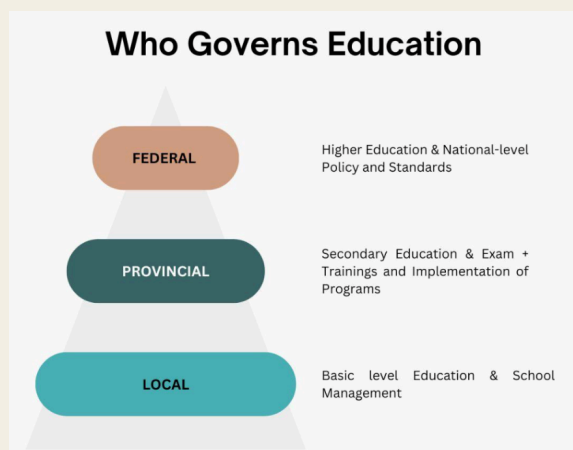 Who Governs Education
FEDERAL
Higher Education & National-level
Policy and Standards
PROVINCIAL
Secondary Education & Exam +
Trainings and Implementation of
Programs
LOCAL
Basic level Education & School
Management